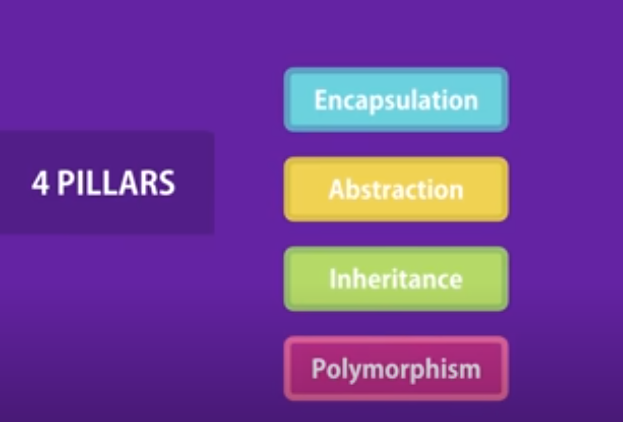 4 PILLARS
Encapsulation
Abstraction
Inheritance
Polymorphism